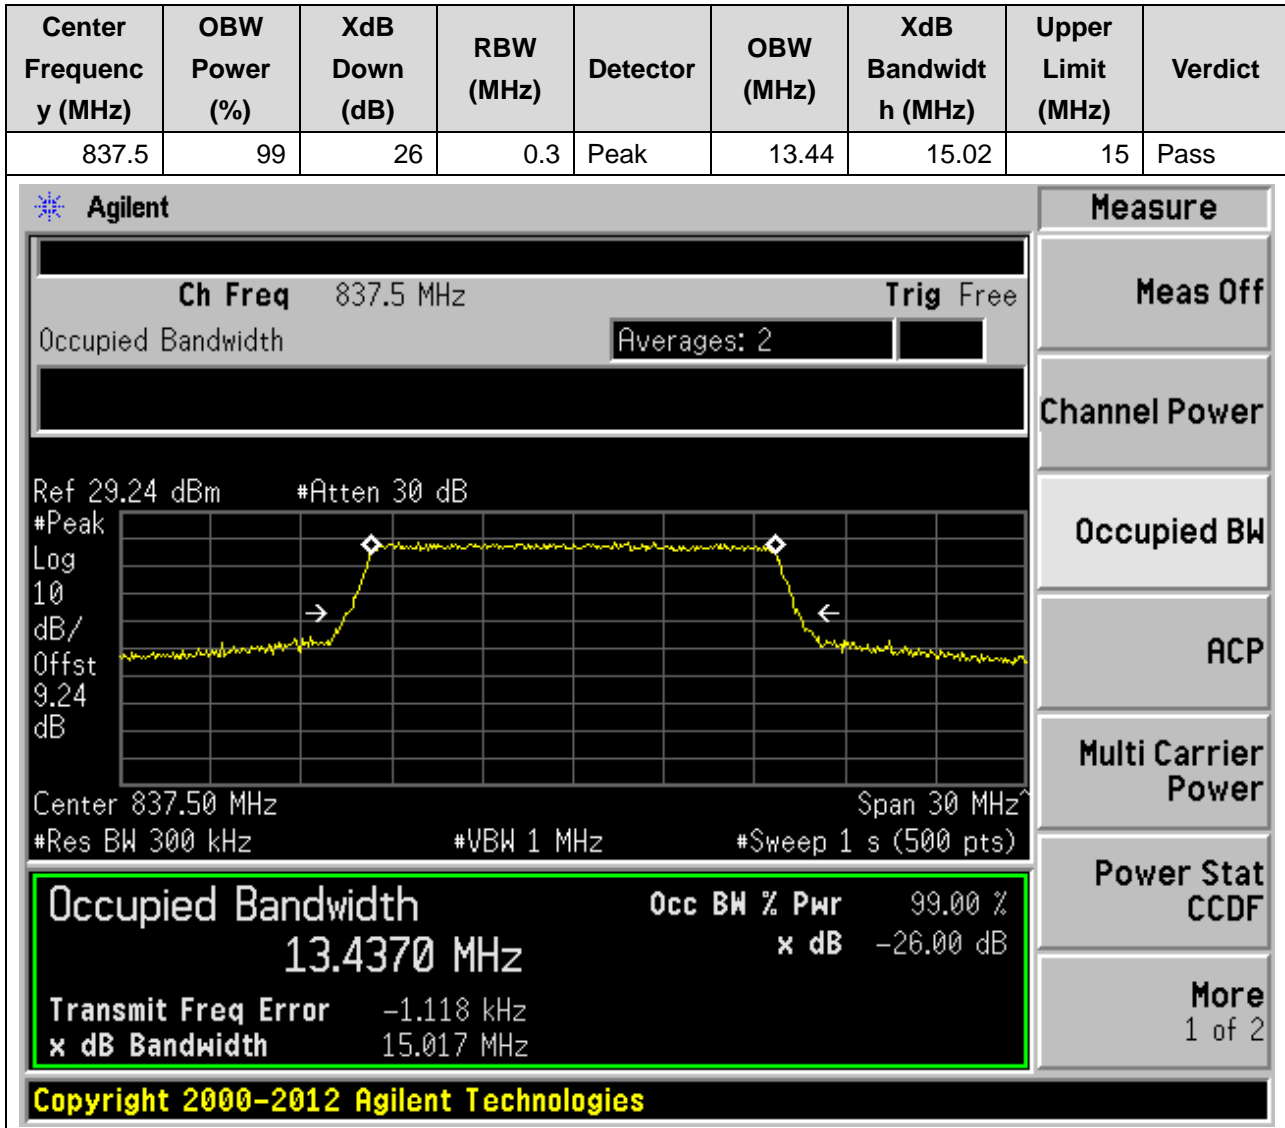 Center Frequenc y (MHz) OBW Power (%) XdB Down (dB) RBW (MHz) Detector OBW (MHz) XdB Bandwidt h (MHz) Upper Limit (MHz) Verdict
837.5 99 26 0.3 Peak 13.44 15.02 15 Pass
Agilent
Measure
Ch Freq 837.5 MHz Trig Free
Meas Off
Occupied Bandwidth Averages: 2
Channel Power
Ref 29.24 dBm #Atten 30 dB
#Peak
Log
10
dB/
Offst
9.24
dB
Occupied BW
ACP
Multi Carrier
Power
Center 837.50 MHz Span 30 MHz^
#Res BW 300 kHz #VBW 1 MHz #Sweep 1 s (500 pts)
Power Stat
CCDF
Occupied Bandwidth Occ BW % Pwr 99.00 %
13.4370 MHz x dB -26.00 dB
Transmit Freq Error -1.118 kHz
x dB Bandwidth 15.017 MHz
More
1 of 2
Copyright 2000-2012 Agilent Technologies